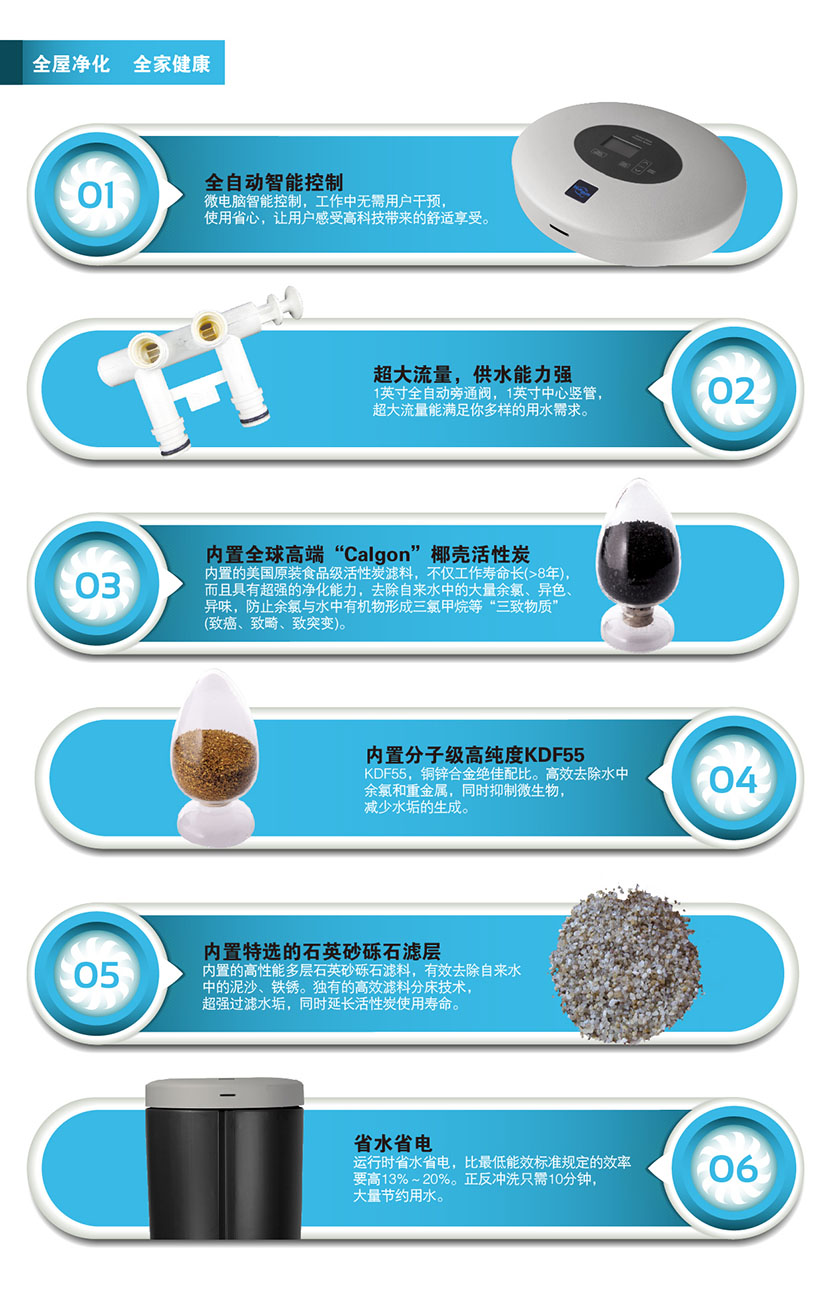 全屋净化 全家健康
01
全自动智能控制
微电脑智能控制，工作中无需用户干预，
使用省心，让用户感受高科技带来的舒适享受。
超大流量，供水能力强
1英寸全自动旁通阀，1英寸中心竖管，
超大流量能满足你多样的用水需求。
02
03
内置全球高端“Calgon”椰壳活性炭
内置的美国原装食品级活性炭滤料，不仅工作寿命长(>8年)，
而且具有超强的净化能力，去除自来水中的大量余氯、异色、
异味，防止余氯与水中有机物形成三氯甲烷等“三致物质”
(致癌、致畸、致突变)。
内置分子级高纯度KDF55
KDF55，铜锌合金绝佳配比。高效去除水中
余氯和重金属，同时抑制微生物，
减少水垢的生成。
04
05
内置特选的石英砂砾石滤层
内置的高性能多层石英砂砾石滤料，有效去除自来水
中的泥沙、铁锈。独有的高效滤料分床技术，
超强过滤水垢，同时延长活性炭使用寿命。
省水省电
运行时省水省电，比最低能效标准规定的效率
要高13%～20%。正反冲洗只需10分钟，
大量节约用水。
06